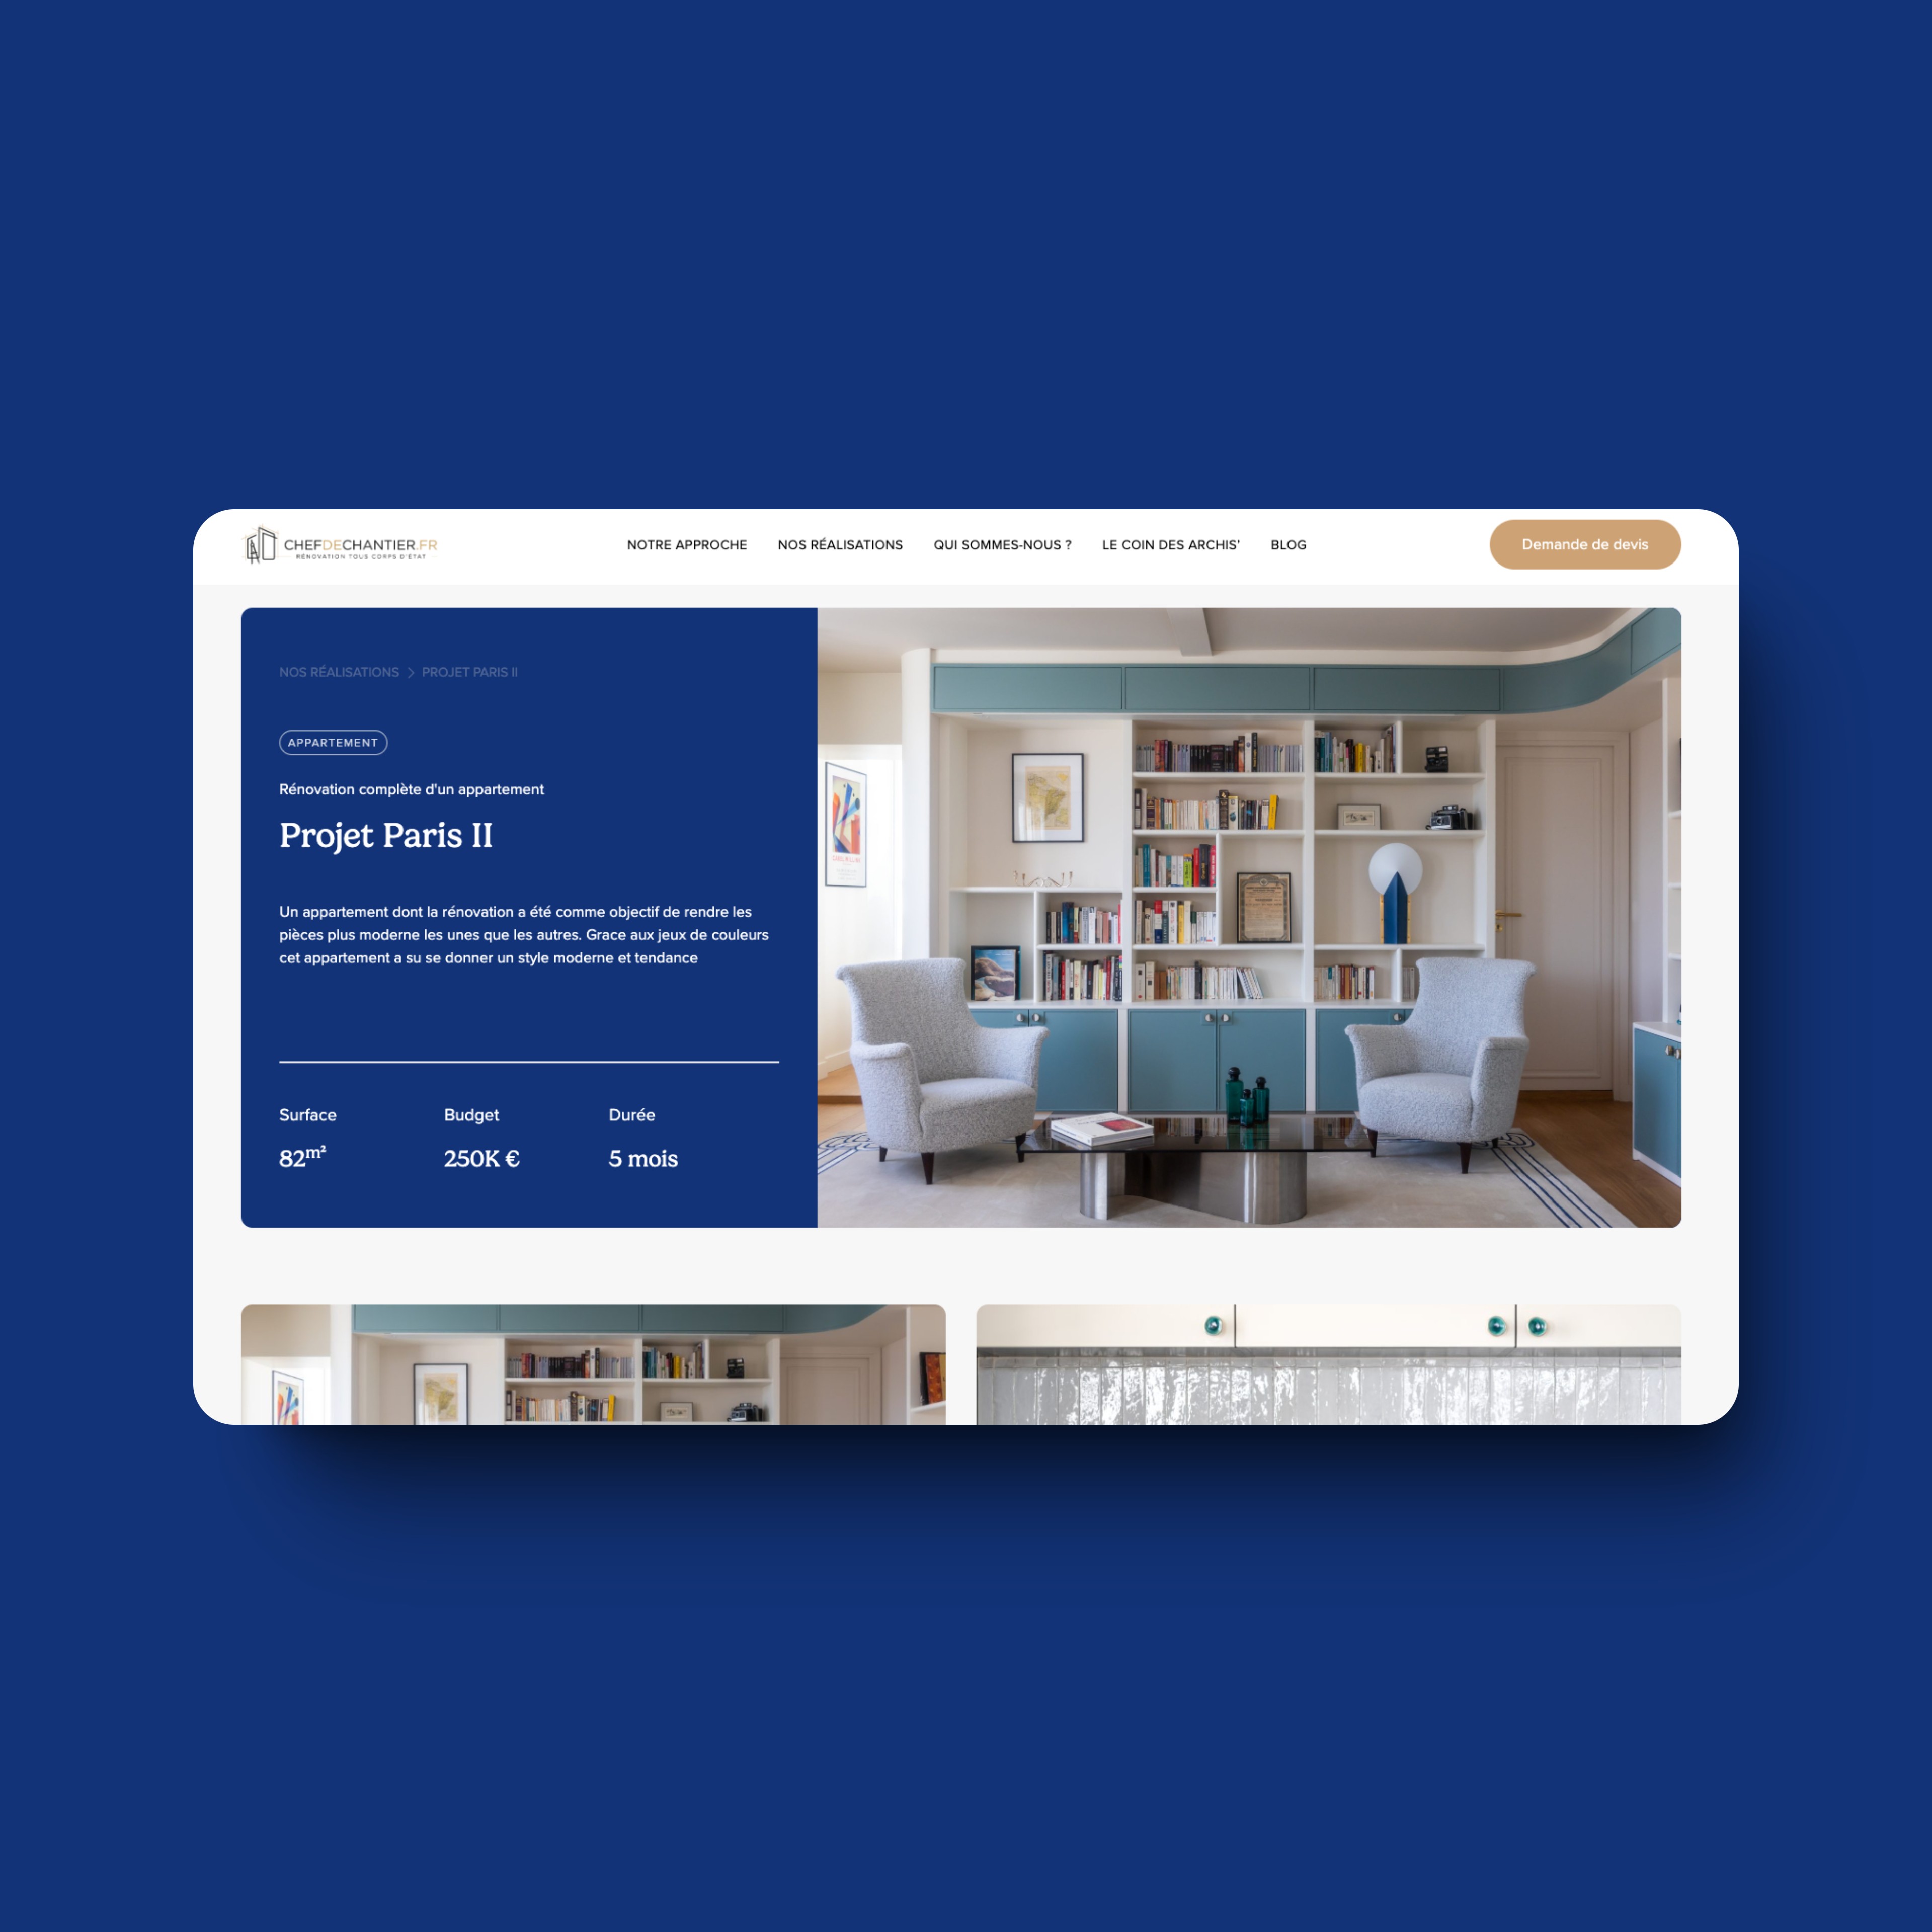 CHEFDECHANTIER.FR
RÉNOVATION TOUS CORPS D'ÉTAT
NOTRE APPROCHE
NOS RÉALISATIONS
QUI SOMMES-NOUS ?
LE COIN DES ARCHIS'
BLOG
Demande de devis
NOS RÉALISATIONS > PROJET PARIS II
APPARTEMENT
Rénovation complète d'un appartement
Projet Paris II
Un appartement dont la rénovation a été comme objectif de rendre les
pièces plus moderne les unes que les autres. Grace aux jeux de couleurs
cet appartement a su se donner un style moderne et tendance
Surface Budget Durée
82m² 250K € 5 mois